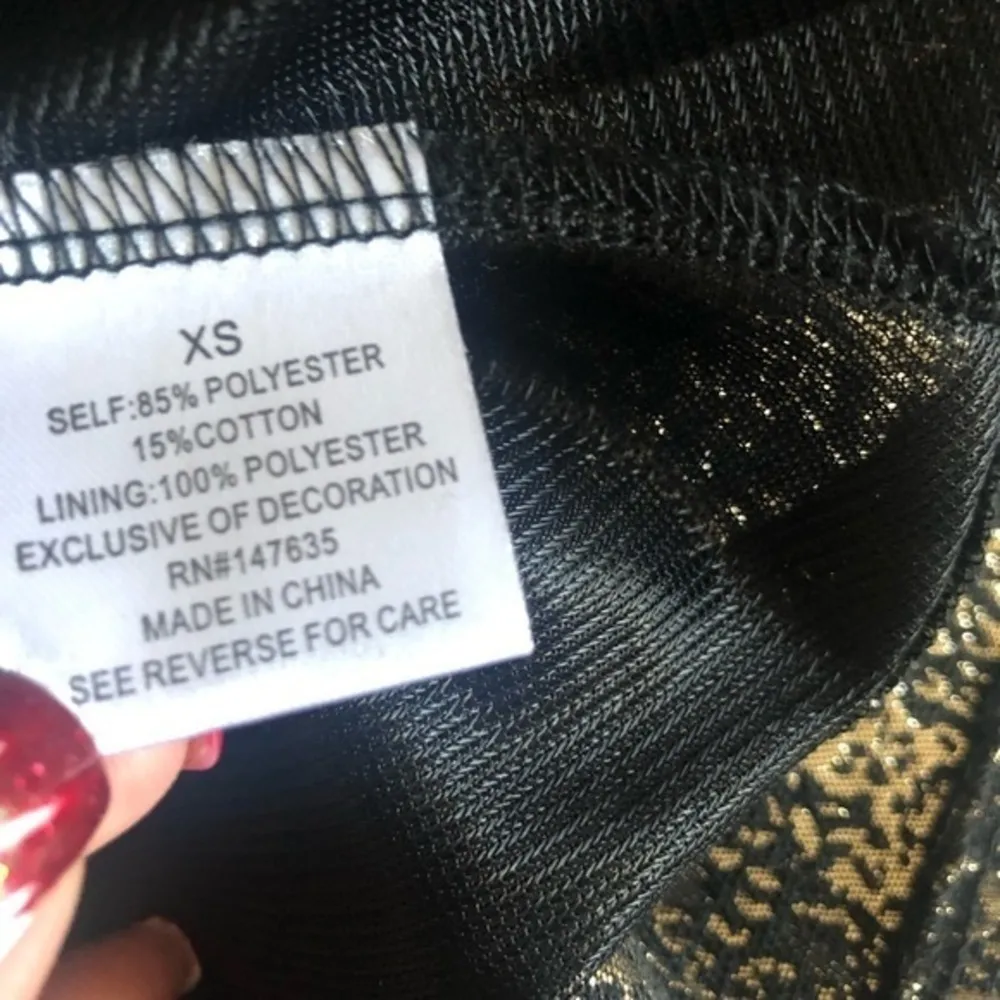 XS
SELF:85% POLYESTER
15%COTTON
LINING:100% POLYESTER
EXCLUSIVE OF DECORATION
RN#147635
MADE IN CHINA
SEE REVERSE FOR CARE